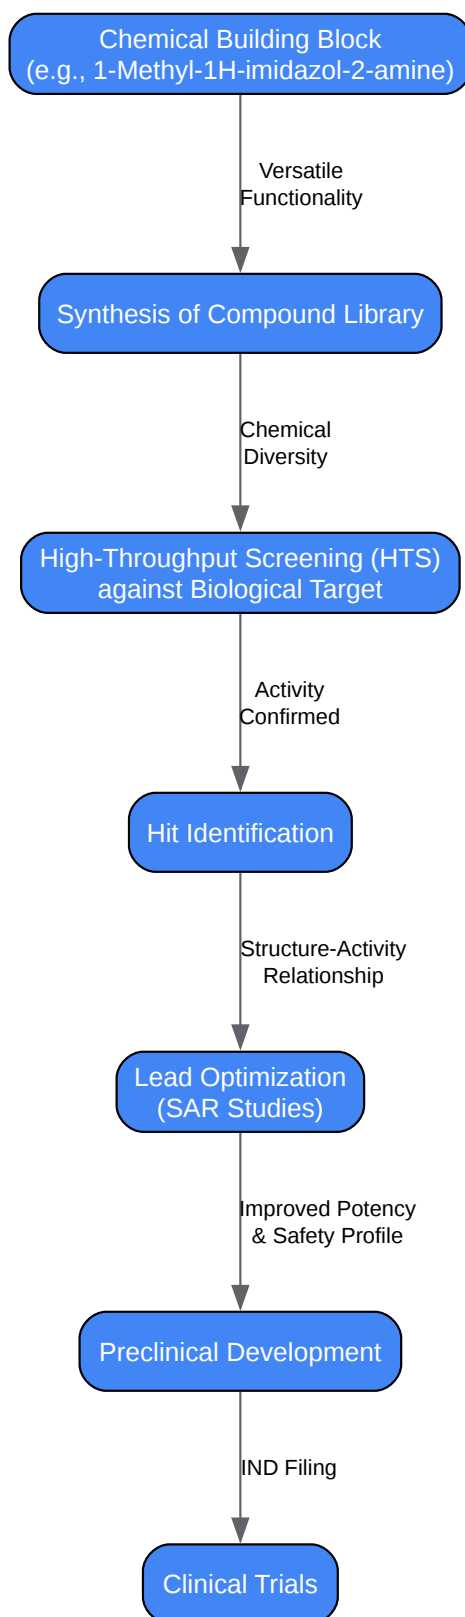 Chemical Building Block
(e.g., 1-Methyl-1H-imidazol-2-amine)
Versatile
Functionality
Synthesis of Compound Library
Chemical
Diversity
High-Throughput Screening (HTS)
against Biological Target
Activity
Confirmed
Hit Identification
Structure-Activity
Relationship
Lead Optimization
(SAR Studies)
Improved Potency
& Safety Profile
Preclinical Development
IND Filing
Clinical Trials